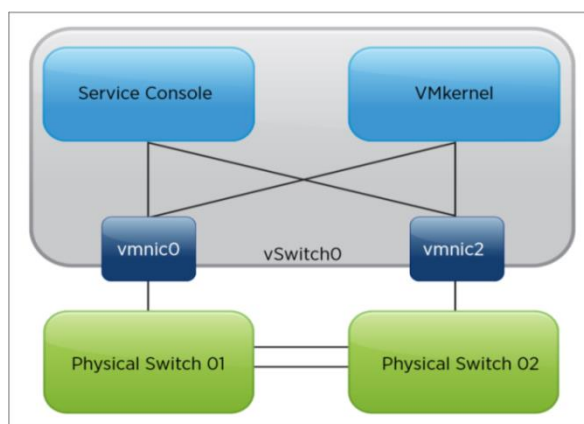 Service Console
VMkernel
vmnic0
vSwitch0
vmnic2
Physical Switch 01
Physical Switch 02